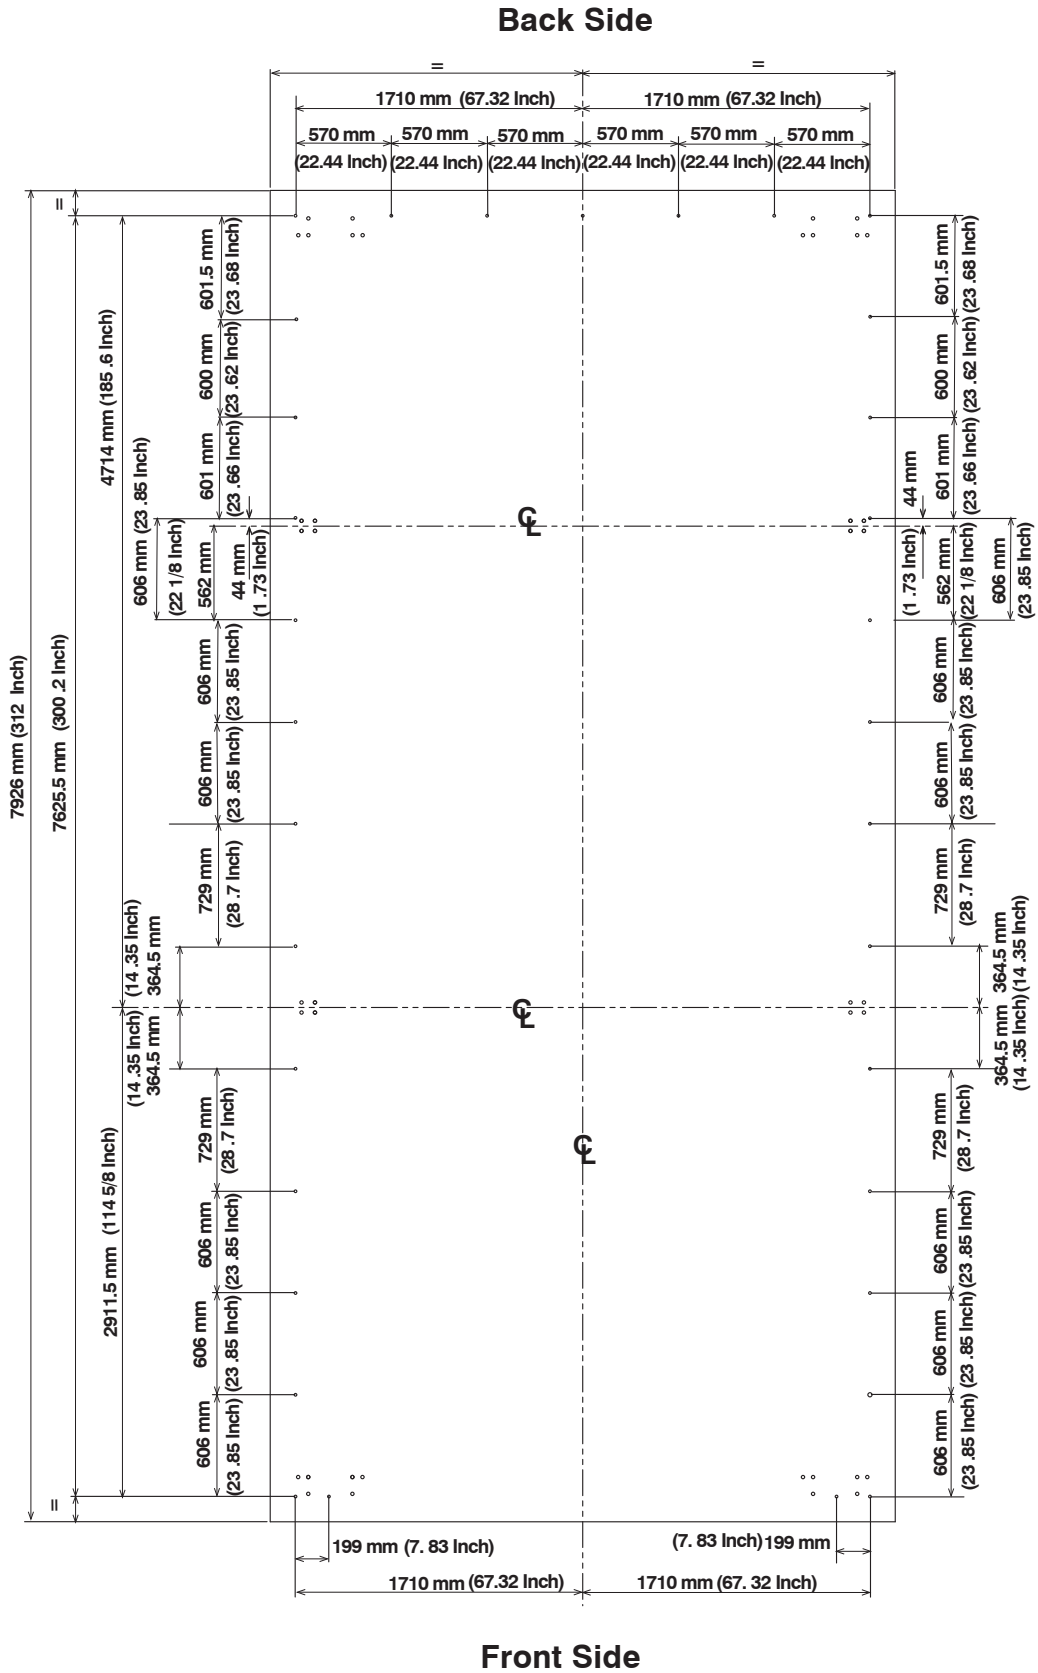 Back Side
=
=
1710 mm (67.32 Inch)
1710 mm (67.32 Inch)
570 mm
570 mm
570 mm
570 mm
570 mm
570 mm
(22.44 Inch)
(22.44 Inch)
(22.44 Inch)
(22.44 Inch)
(22.44 Inch)
(22.44 Inch)
=
7926 mm (312 Inch)
7625.5 mm (300 .2 Inch)
4714 mm (185 .6 Inch)
601.5 mm
(23 .68 Inch)
600 mm
(23 .62 Inch)
601 mm
(23 .66 Inch)
606 mm (23 .85 Inch)
(22 1/8 Inch)
562 mm
44 mm
(1 .73 Inch)
606 mm
(23 .85 Inch)
606 mm
(23 .85 Inch)
729 mm
(28 .7 Inch)
(14 .35 Inch)
364.5 mm
(14 .35 Inch)
364.5 mm
2911.5 mm (114 5/8 Inch)
729 mm
(28 .7 Inch)
606 mm
(23 .85 Inch)
606 mm
(23 .85 Inch)
606 mm
(23 .85 Inch)
=
℄
℄
℄
601.5 mm
(23 .68 Inch)
600 mm
(23 .62 Inch)
601 mm
(23 .66 Inch)
44 mm
(1 .73 Inch)
562 mm
(22 1/8 Inch)
606 mm
(23 .85 Inch)
606 mm
(23 .85 Inch)
606 mm
(23 .85 Inch)
729 mm
(28 .7 Inch)
364.5 mm
(14 .35 Inch)
364.5 mm
(14 .35 Inch)
729 mm
(28 .7 Inch)
606 mm
(23 .85 Inch)
606 mm
(23 .85 Inch)
606 mm
(23 .85 Inch)
199 mm (7. 83 Inch)
(7. 83 Inch) 199 mm
1710 mm (67.32 Inch)
1710 mm (67. 32 Inch)
Front Side